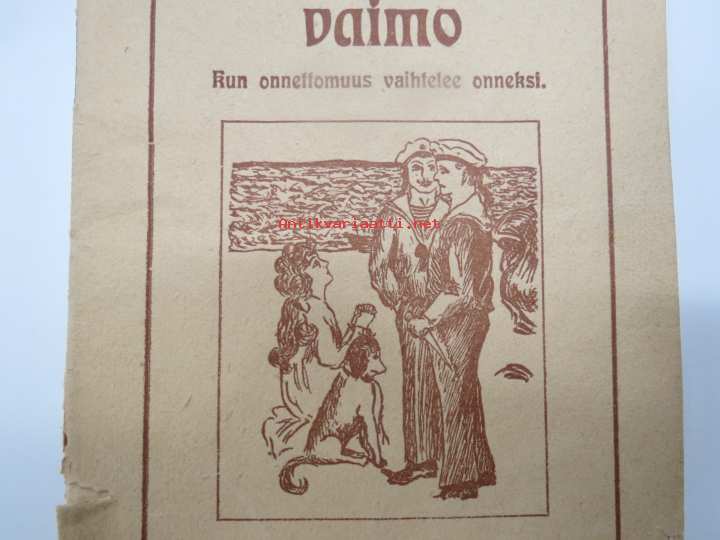 vaimo
Kun onnettomuus vaihtelee onneksi.
Antikvariaatti.net